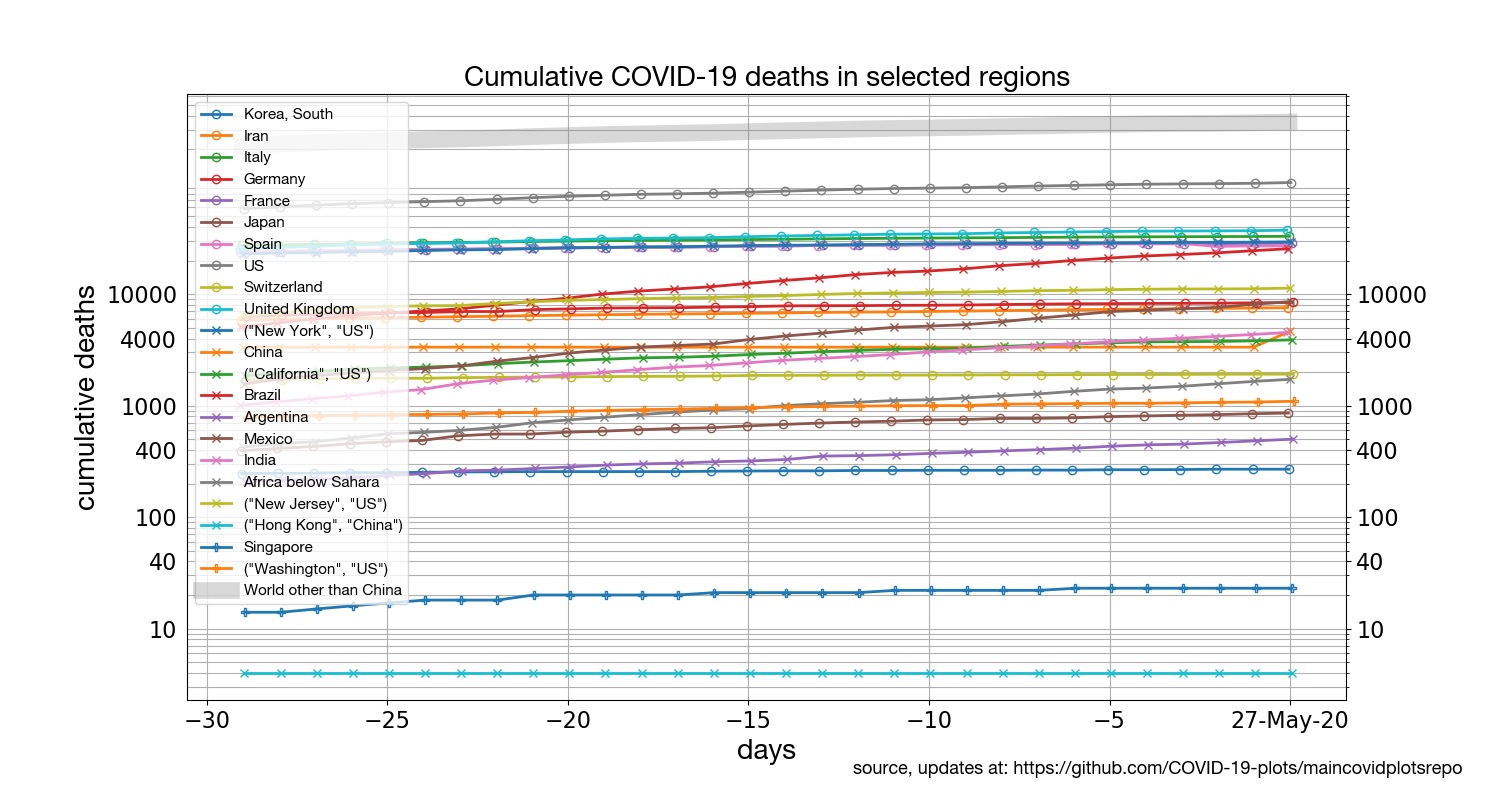 Cumulative COVID-19 deaths in selected regions
Korea, South
Iran
Italy
Germany
France
Japan
Spain
US
Switzerland
United Kingdom
("New York", "US")
China
("California", "US")
Brazil
Argentina
Mexico
India
Africa below Sahara
("New Jersey", "US")
("Hong Kong", "China")
Singapore
("Washington", "US")
World other than China
cumulative deaths
10000
4000
1000
400
100
40
10
10000
4000
1000
400
100
40
10
−30
−25
−20
−15
−10
−5
27-May-20
days
source, updates at: https://github.com/COVID-19-plots/maincovidplotsrepo